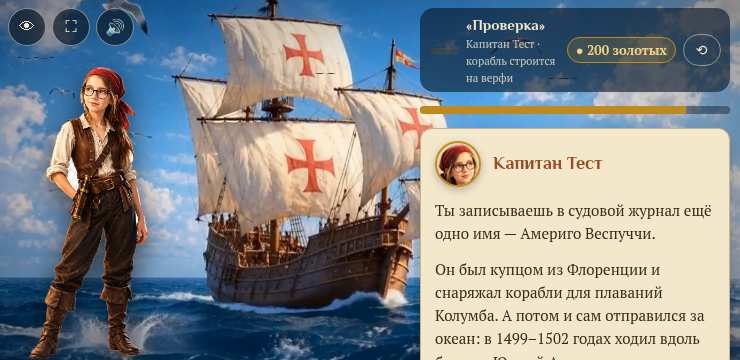 «Проверка»
Капитан Тест ·
корабль строится
на верфи
● 200 золотых
Капитан Тест
Ты записываешь в судовой журнал ещё
одно имя — Америго Веспуччи.
Он был купцом из Флоренции и
снаряжал корабли для плаваний
Колумба. А потом и сам отправился за
океан: в 1499–1502 годах ходил вдоль